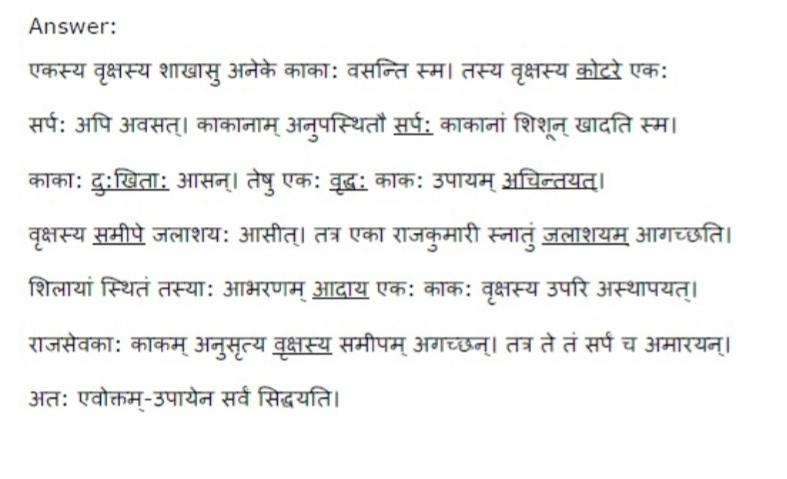 Answer:
एकस्य वृक्षस्य शाखासु अनेके काका: वसन्ति स्म। तस्य वृक्षस्य कोटरे एक:
सर्प: अपि अवसत्। काकानाम् अनुपस्थितौ सर्प: काकानां शिशून् खादति स्म।
काका: दु:खिता: आसन्। तेषु एक: वृद्ध: काक: उपायम् अचिन्तयत्।
वृक्षस्य समीपे जलाशय: आसीत्। तत्र एका राजकुमारी स्नातुं जलाशयम् आगच्छति।
शिलायां स्थितं तस्या: आभरणम् आदाय एक: काक: वृक्षस्य उपरि अस्थापयत्।
राजसेवका: काकम् अनुसृत्य वृक्षस्य समीपम् अगच्छन्। तत्र ते तं सर्पं च अमारयन्।
अत: एवोक्तम्-उपायेन सर्वं सिद्धयति।